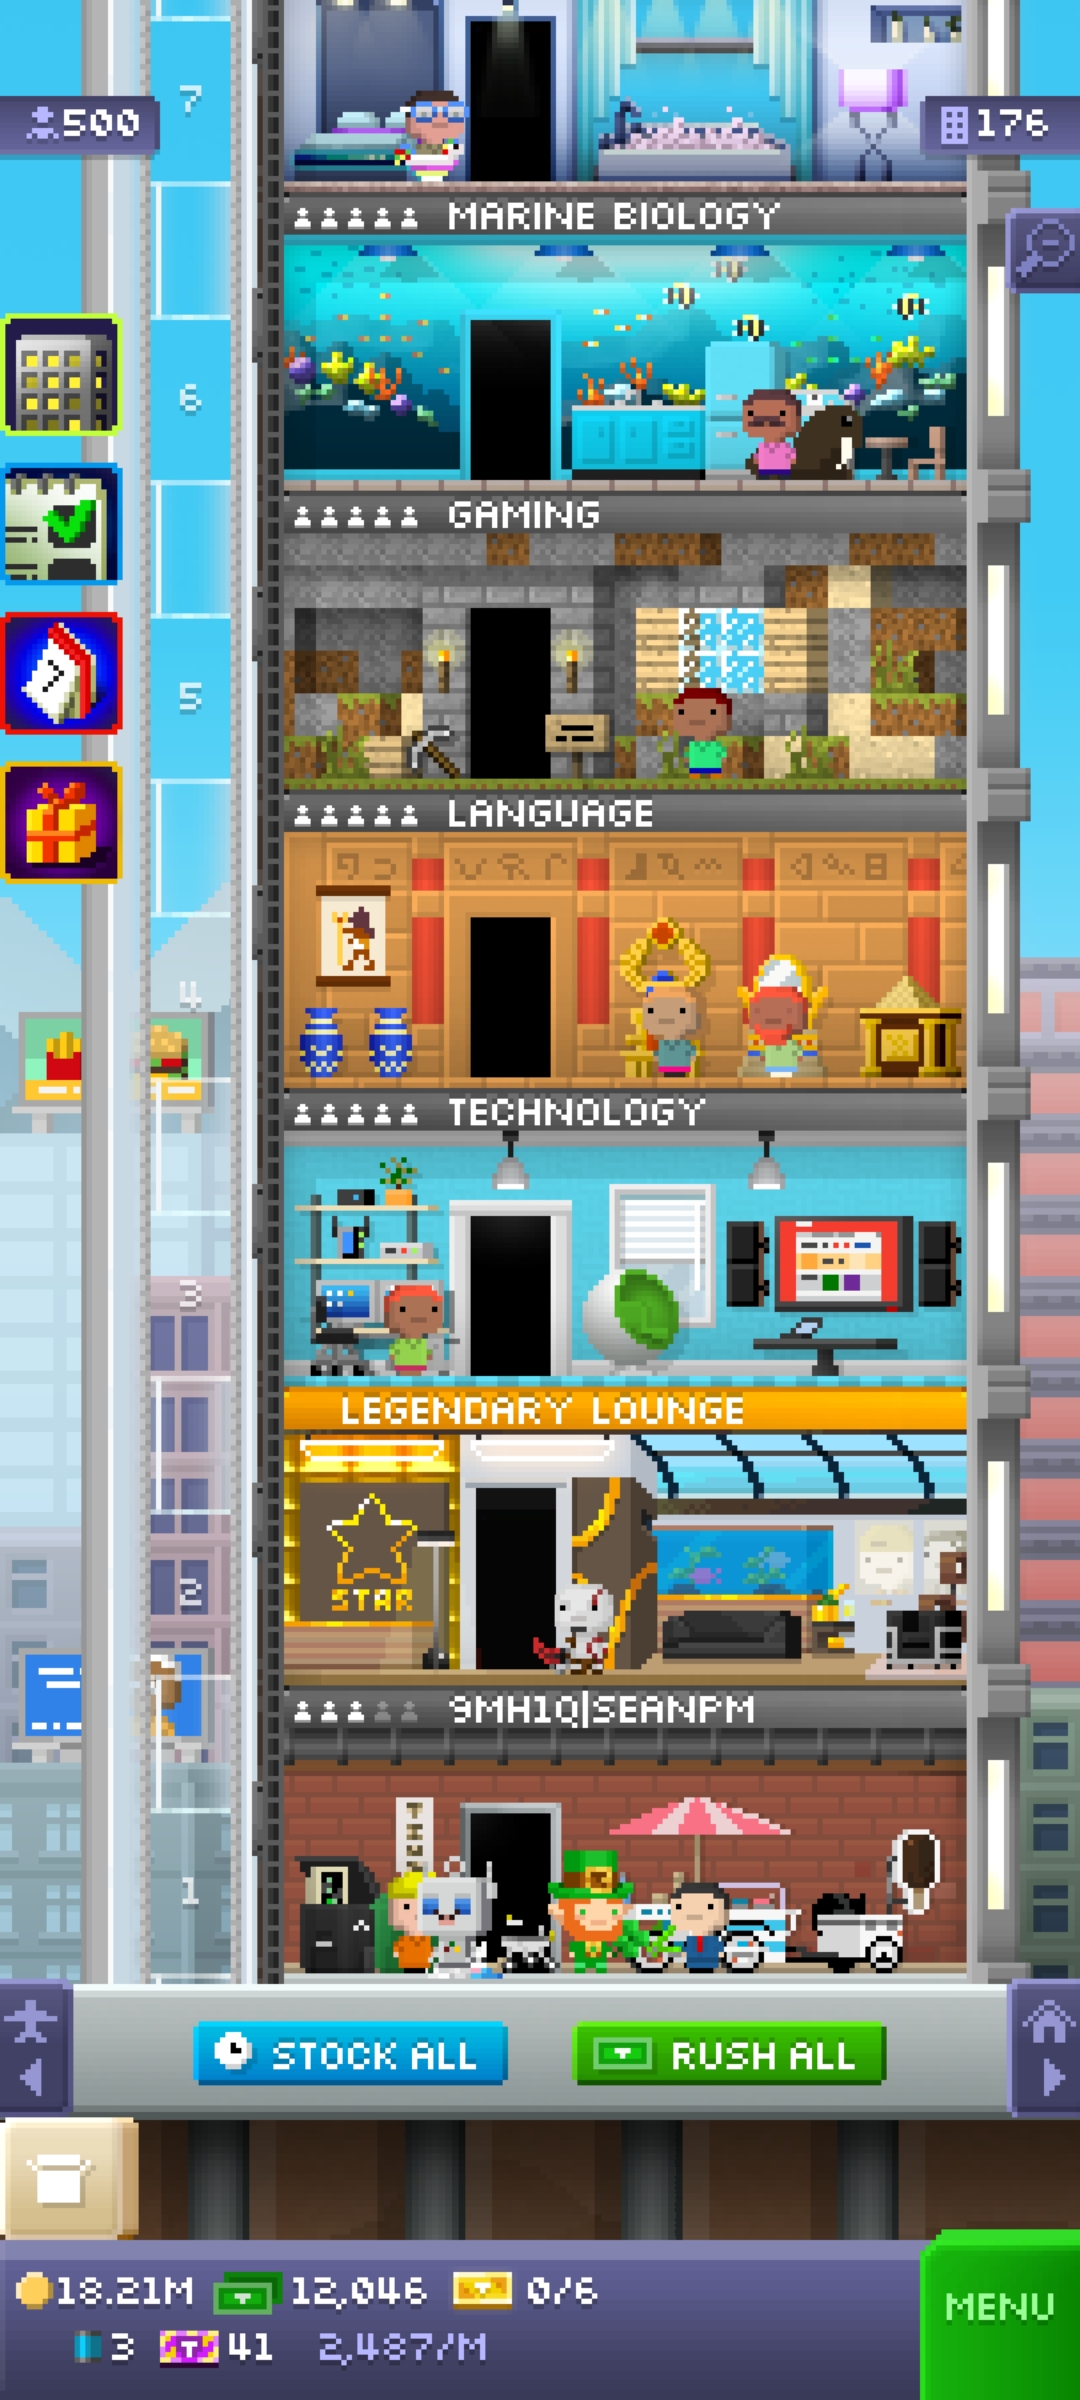 7
500
176
MARINE BIOLOGY
6
GAMING
5
LANGUAGE
4
TECHNOLOGY
3
LEGENDARY LOUNGE
STAR
2
9MH1Q|SEANPM
1
STOCK ALL
RUSH ALL
18.21M
12,046
0/6
MENU
3
41
2,487/M